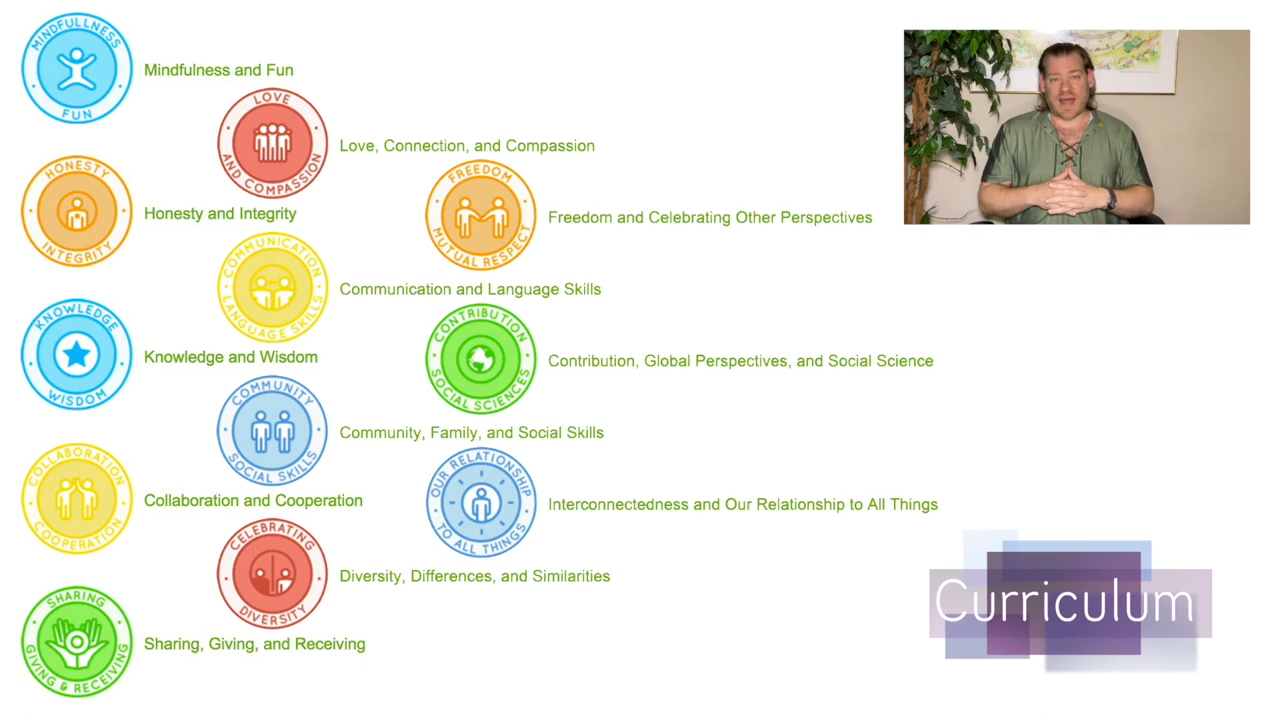 MINDFULLNESS
FUN
Mindfulness and Fun
LOVE
AND COMPASSION
Love, Connection, and Compassion
HONESTY
INTEGRITY
Honesty and Integrity
FREEDOM
MUTUAL RESPECT
Freedom and Celebrating Other Perspectives
COMMUNICATION
LANGUAGE SKILLS
Communication and Language Skills
KNOWLEDGE
WISDOM
Knowledge and Wisdom
CONTRIBUTION
SOCIAL SCIENCES
Contribution, Global Perspectives, and Social Science
COMMUNITY
SOCIAL SKILLS
Community, Family, and Social Skills
COLLABORATION
COOPERATION
Collaboration and Cooperation
OUR RELATIONSHIP
TO ALL THINGS
Interconnectedness and Our Relationship to All Things
CELEBRATING
DIVERSITY
Diversity, Differences, and Similarities
SHARING
GIVING & RECEIVING
Sharing, Giving, and Receiving
Curriculum